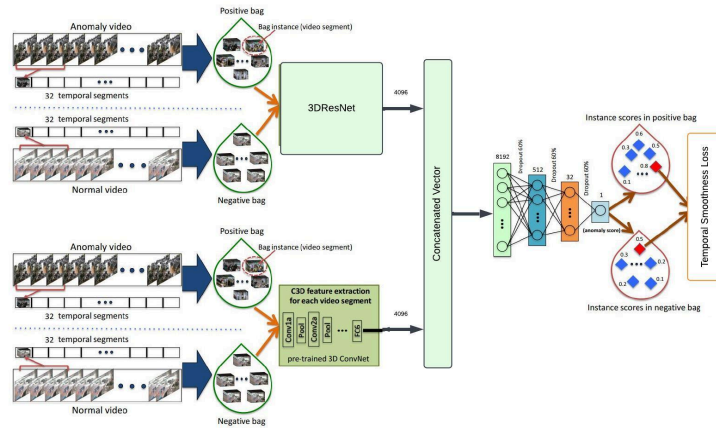 Anomaly video
32 temporal segments
Normal video
Positive bag
Bag instance (video segment)
Negative bag
3DResNet
4096
Anomaly video
32 temporal segments
32 temporal segments
Normal video
Positive bag
Bag instance (video segment)
Negative bag
C3D feature extraction
for each video segment
Conv1a
Pool
Conv2a
Pool
...
FC6
pre-trained 3D ConvNet
4096
Concatenated Vector
8192
Dropout 60%
512
Dropout 60%
32
Dropout 60%
1
(anomaly score)
Instance scores in positive bag
0.6
0.3
0.5
0.8
0.1
0.5
0.3
0.2
0.2
0.1
Instance scores in negative bag
Temporal Smoothness Loss